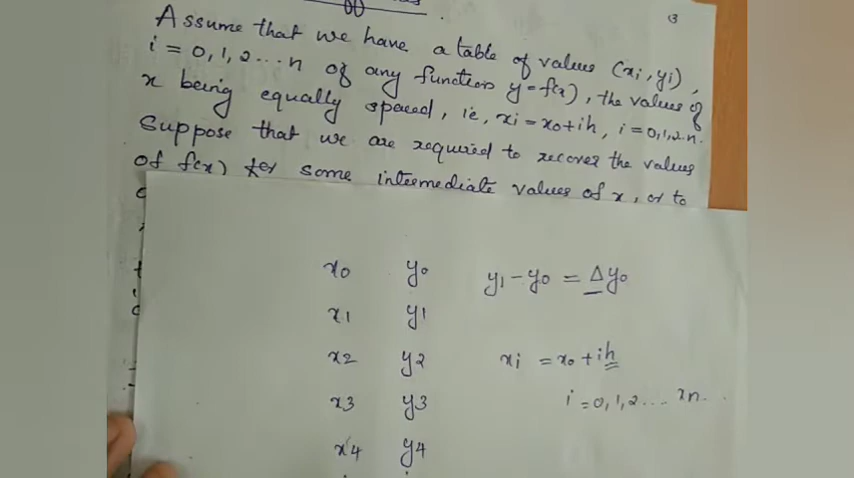 3
Assume that we have a table of values (xi, yi),
i = 0, 1, 2 ... n of any function y = f(x), the values of
x being equally spaced, ie, xi = x0 + ih, i = 0,1,2..n.
Suppose that we are required to recover the values
of f(x) for some intermediate values of x, or to
x0 y0 y1 - y0 = Δy0
x1 y1
x2 y2 xi = x0 + ih
x3 y3 i = 0, 1, 2 .... xn..
x4 y4